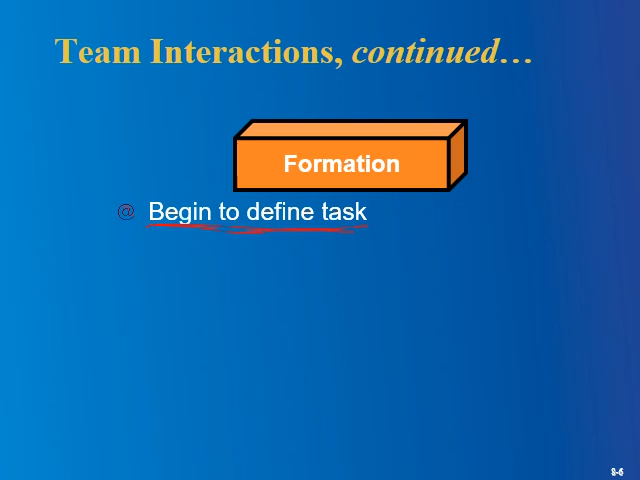 Team Interactions, continued…
Formation
@ Begin to define task